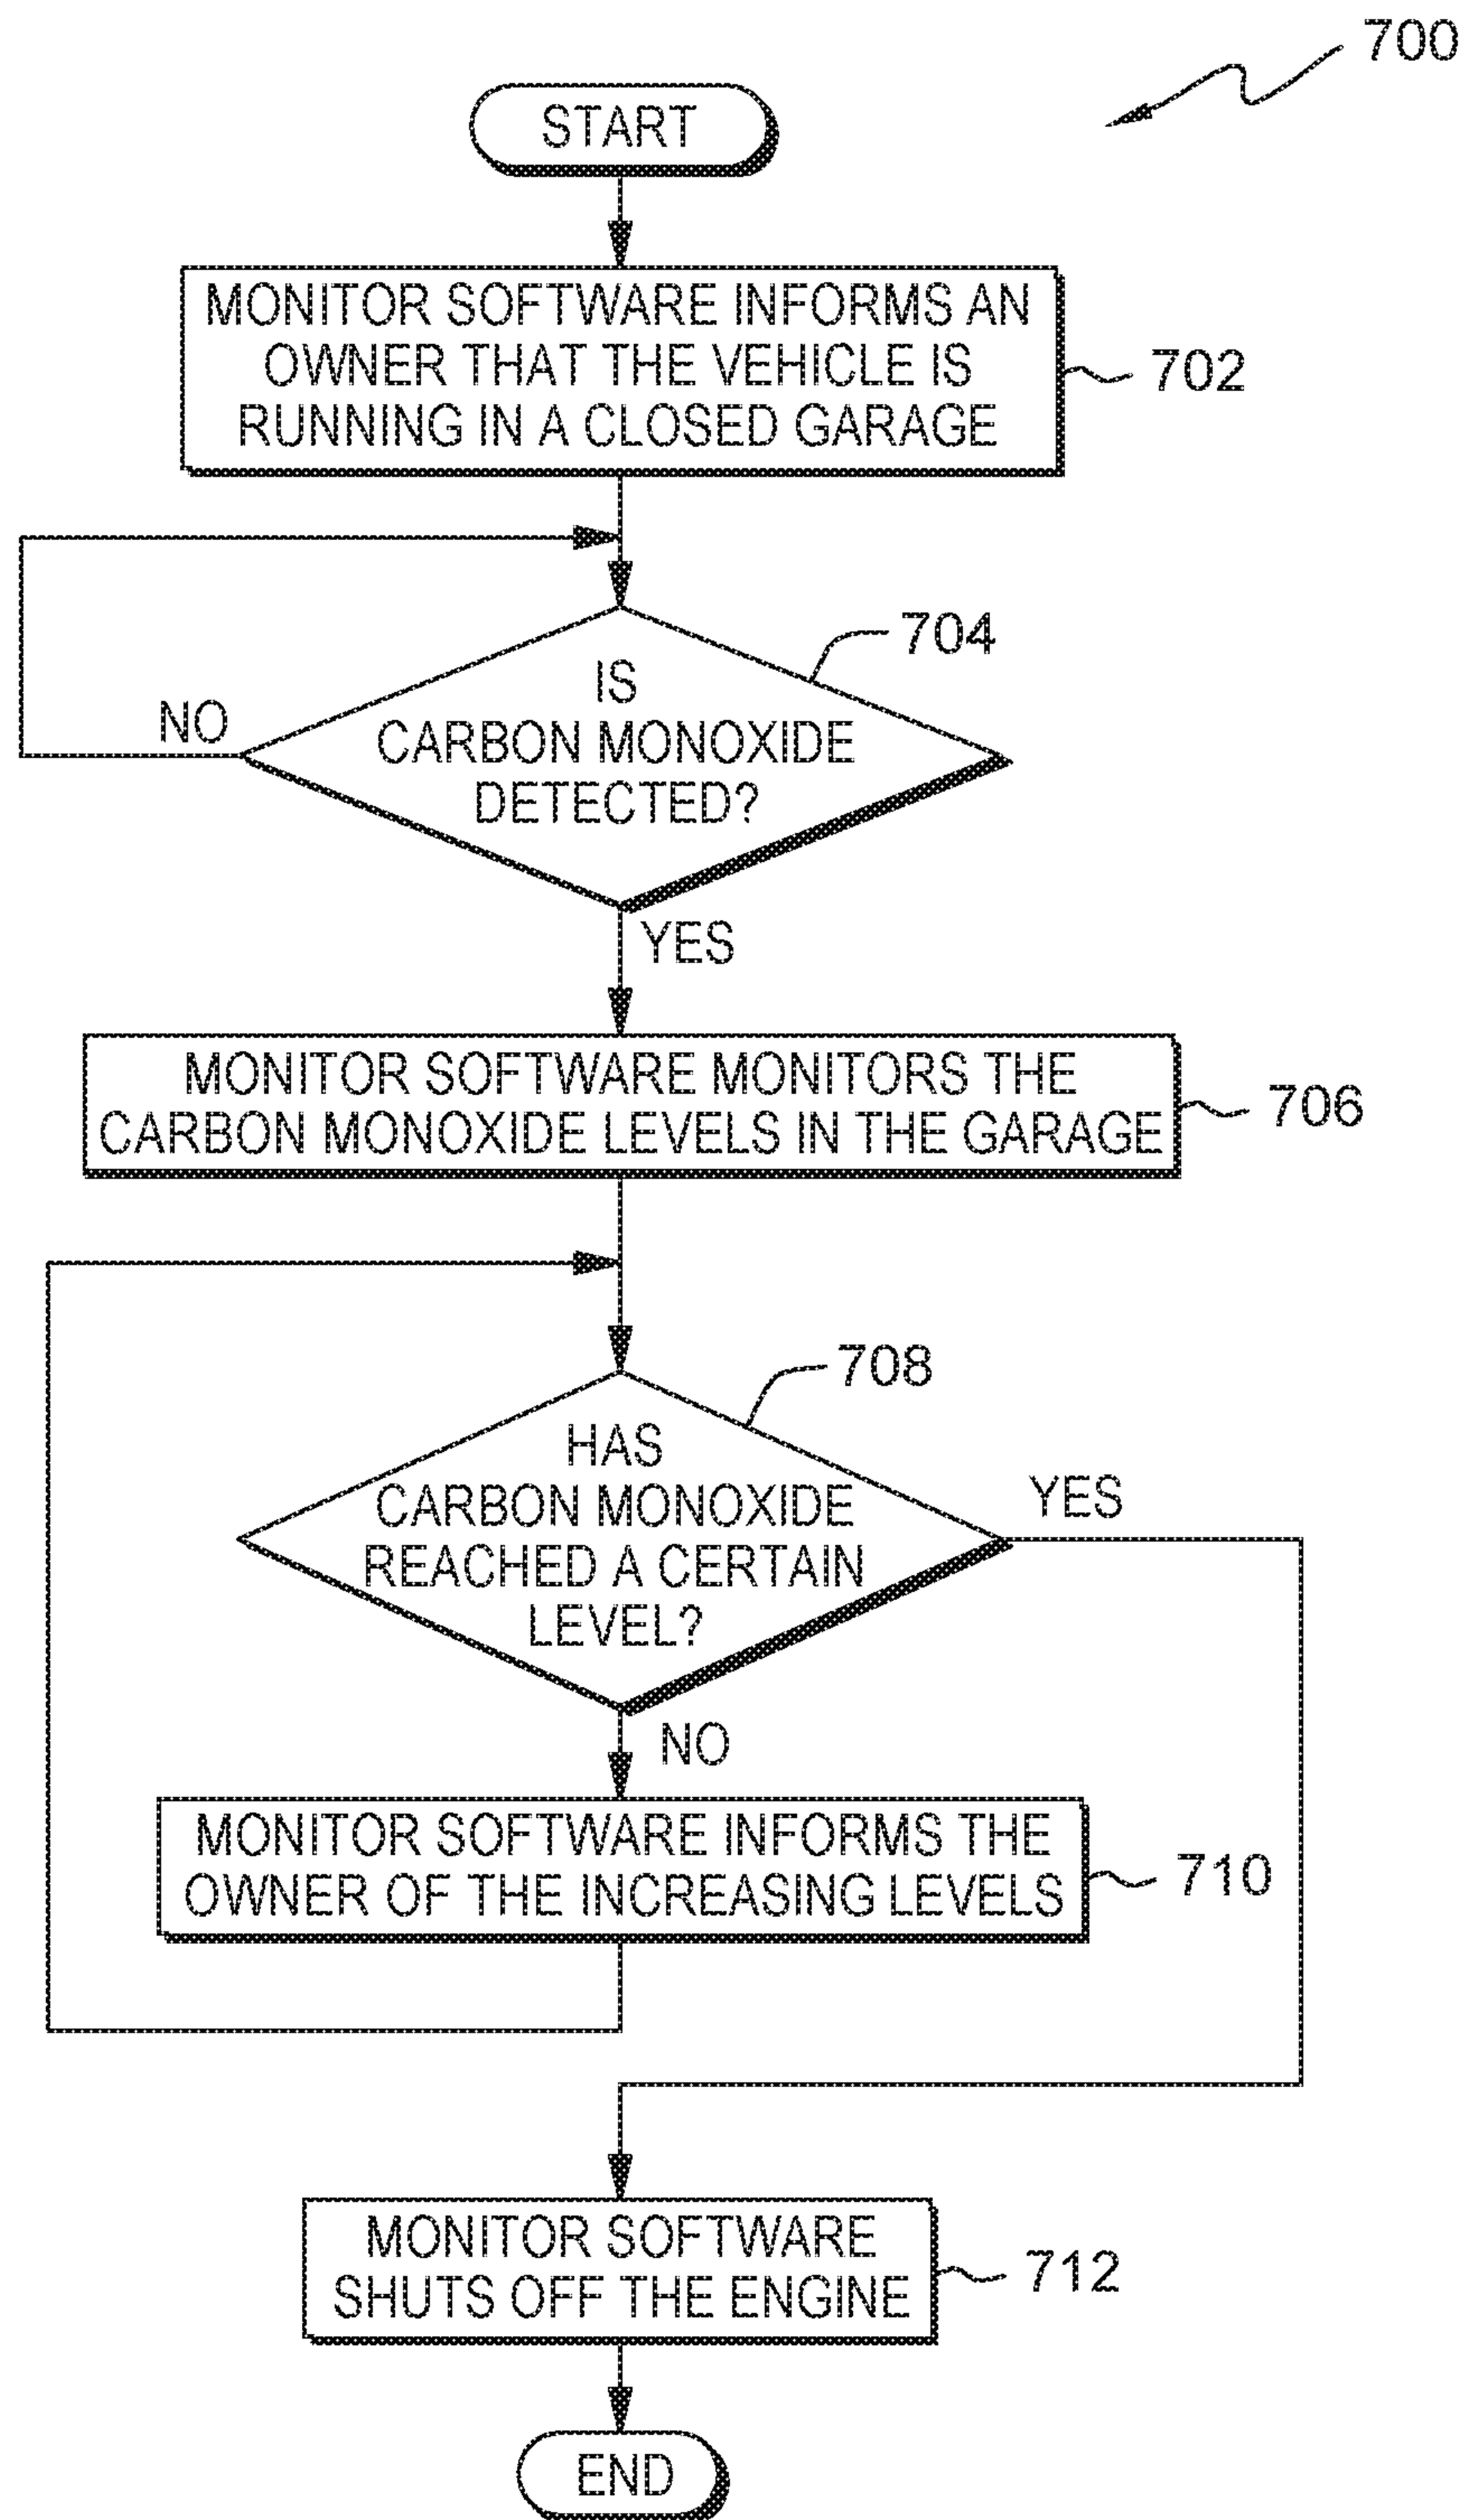 700
START
MONITOR SOFTWARE INFORMS AN
OWNER THAT THE VEHICLE IS
RUNNING IN A CLOSED GARAGE
702
704
IS
CARBON MONOXIDE
DETECTED?
NO
YES
MONITOR SOFTWARE MONITORS THE
CARBON MONOXIDE LEVELS IN THE GARAGE
706
708
HAS
CARBON MONOXIDE
REACHED A CERTAIN
LEVEL?
YES
NO
MONITOR SOFTWARE INFORMS THE
OWNER OF THE INCREASING LEVELS
710
MONITOR SOFTWARE
SHUTS OFF THE ENGINE
712
END